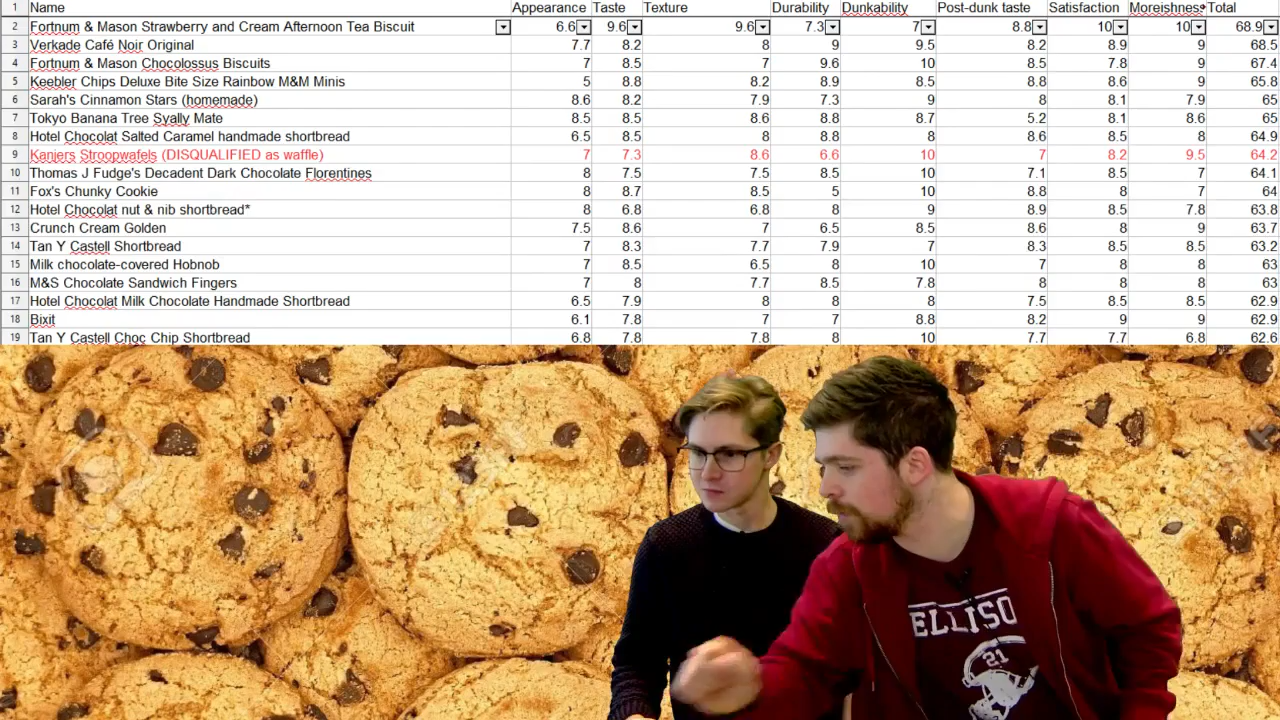 1 Name Appearance Taste Texture Durability Dunkability Post-dunk taste Satisfaction Moreishnes Total
2 Fortnum & Mason Strawberry and Cream Afternoon Tea Biscuit 6.6 9.6 9.6 7.3 7 8.8 10 10 68.9
3 Verkade Café Noir Original 7.7 8.2 8 9 9.5 8.2 8.9 9 68.5
4 Fortnum & Mason Chocolossus Biscuits 7 8.5 7 9.6 10 8.5 7.8 9 67.4
5 Keebler Chips Deluxe Bite Size Rainbow M&M Minis 5 8.8 8.2 8.9 8.5 8.8 8.6 9 65.8
6 Sarah's Cinnamon Stars (homemade) 8.6 8.2 7.9 7.3 9 8 8.1 7.9 65
7 Tokyo Banana Tree Syally Mate 8.5 8.5 8.6 8.8 8.7 5.2 8.1 8.6 65
8 Hotel Chocolat Salted Caramel handmade shortbread 6.5 8.5 8 8.8 8 8.6 8.5 8 64.9
9 Kanjers Stroopwafels (DISQUALIFIED as waffle) 7 7.3 8.6 6.6 10 7 8.2 9.5 64.2
10 Thomas J Fudge's Decadent Dark Chocolate Florentines 8 7.5 7.5 8.5 10 7.1 8.5 7 64.1
11 Fox's Chunky Cookie 8 8.7 8.5 5 10 8.8 8 7 64
12 Hotel Chocolat nut & nib shortbread* 8 6.8 6.8 8 9 8.9 8.5 7.8 63.8
13 Crunch Cream Golden 7.5 8.6 7 6.5 8.5 8.6 8 9 63.7
14 Tan Y Castell Shortbread 7 8.3 7.7 7.9 7 8.3 8.5 8.5 63.2
15 Milk chocolate-covered Hobnob 7 8.5 6.5 8 10 7 8 8 63
16 M&S Chocolate Sandwich Fingers 7 8 7.7 8.5 7.8 8 8 8 63
17 Hotel Chocolat Milk Chocolate Handmade Shortbread 6.5 7.9 8 8 8 7.5 8.5 8.5 62.9
18 Bixit 6.1 7.8 7 7 8.8 8.2 9 9 62.9
19 Tan Y Castell Choc Chip Shortbread 6.8 7.8 7.8 8 10 7.7 7.7 6.8 62.6
ELLISO
21